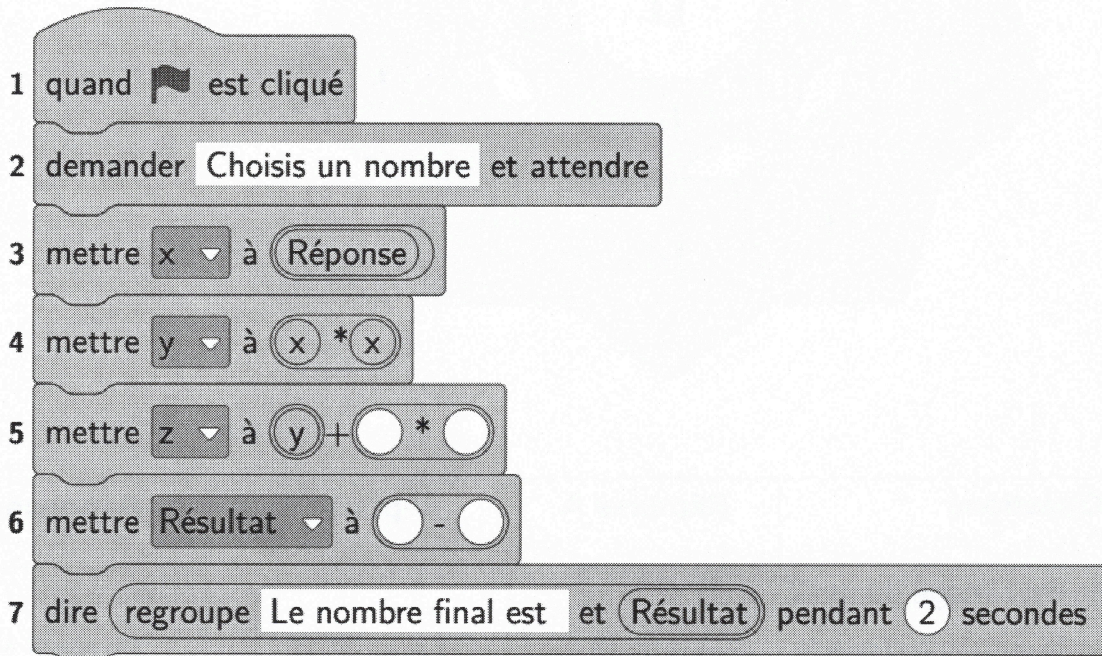 1 quand est cliqué
2 demander Choisis un nombre et attendre
3 mettre x à Réponse
4 mettre y à x * x
5 mettre z à y + *
6 mettre Résultat à -
7 dire regroupe Le nombre final est et Résultat pendant 2 secondes